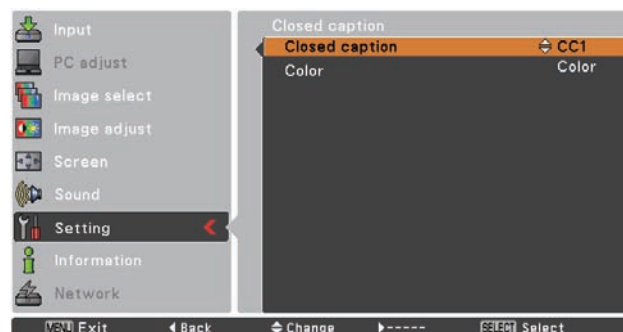 Input
PC adjust
Image select
Image adjust
Screen
Sound
Setting
Information
Network
Closed caption
Closed caption CC1
Color Color
MENU Exit Back Change ----- SELECT Select